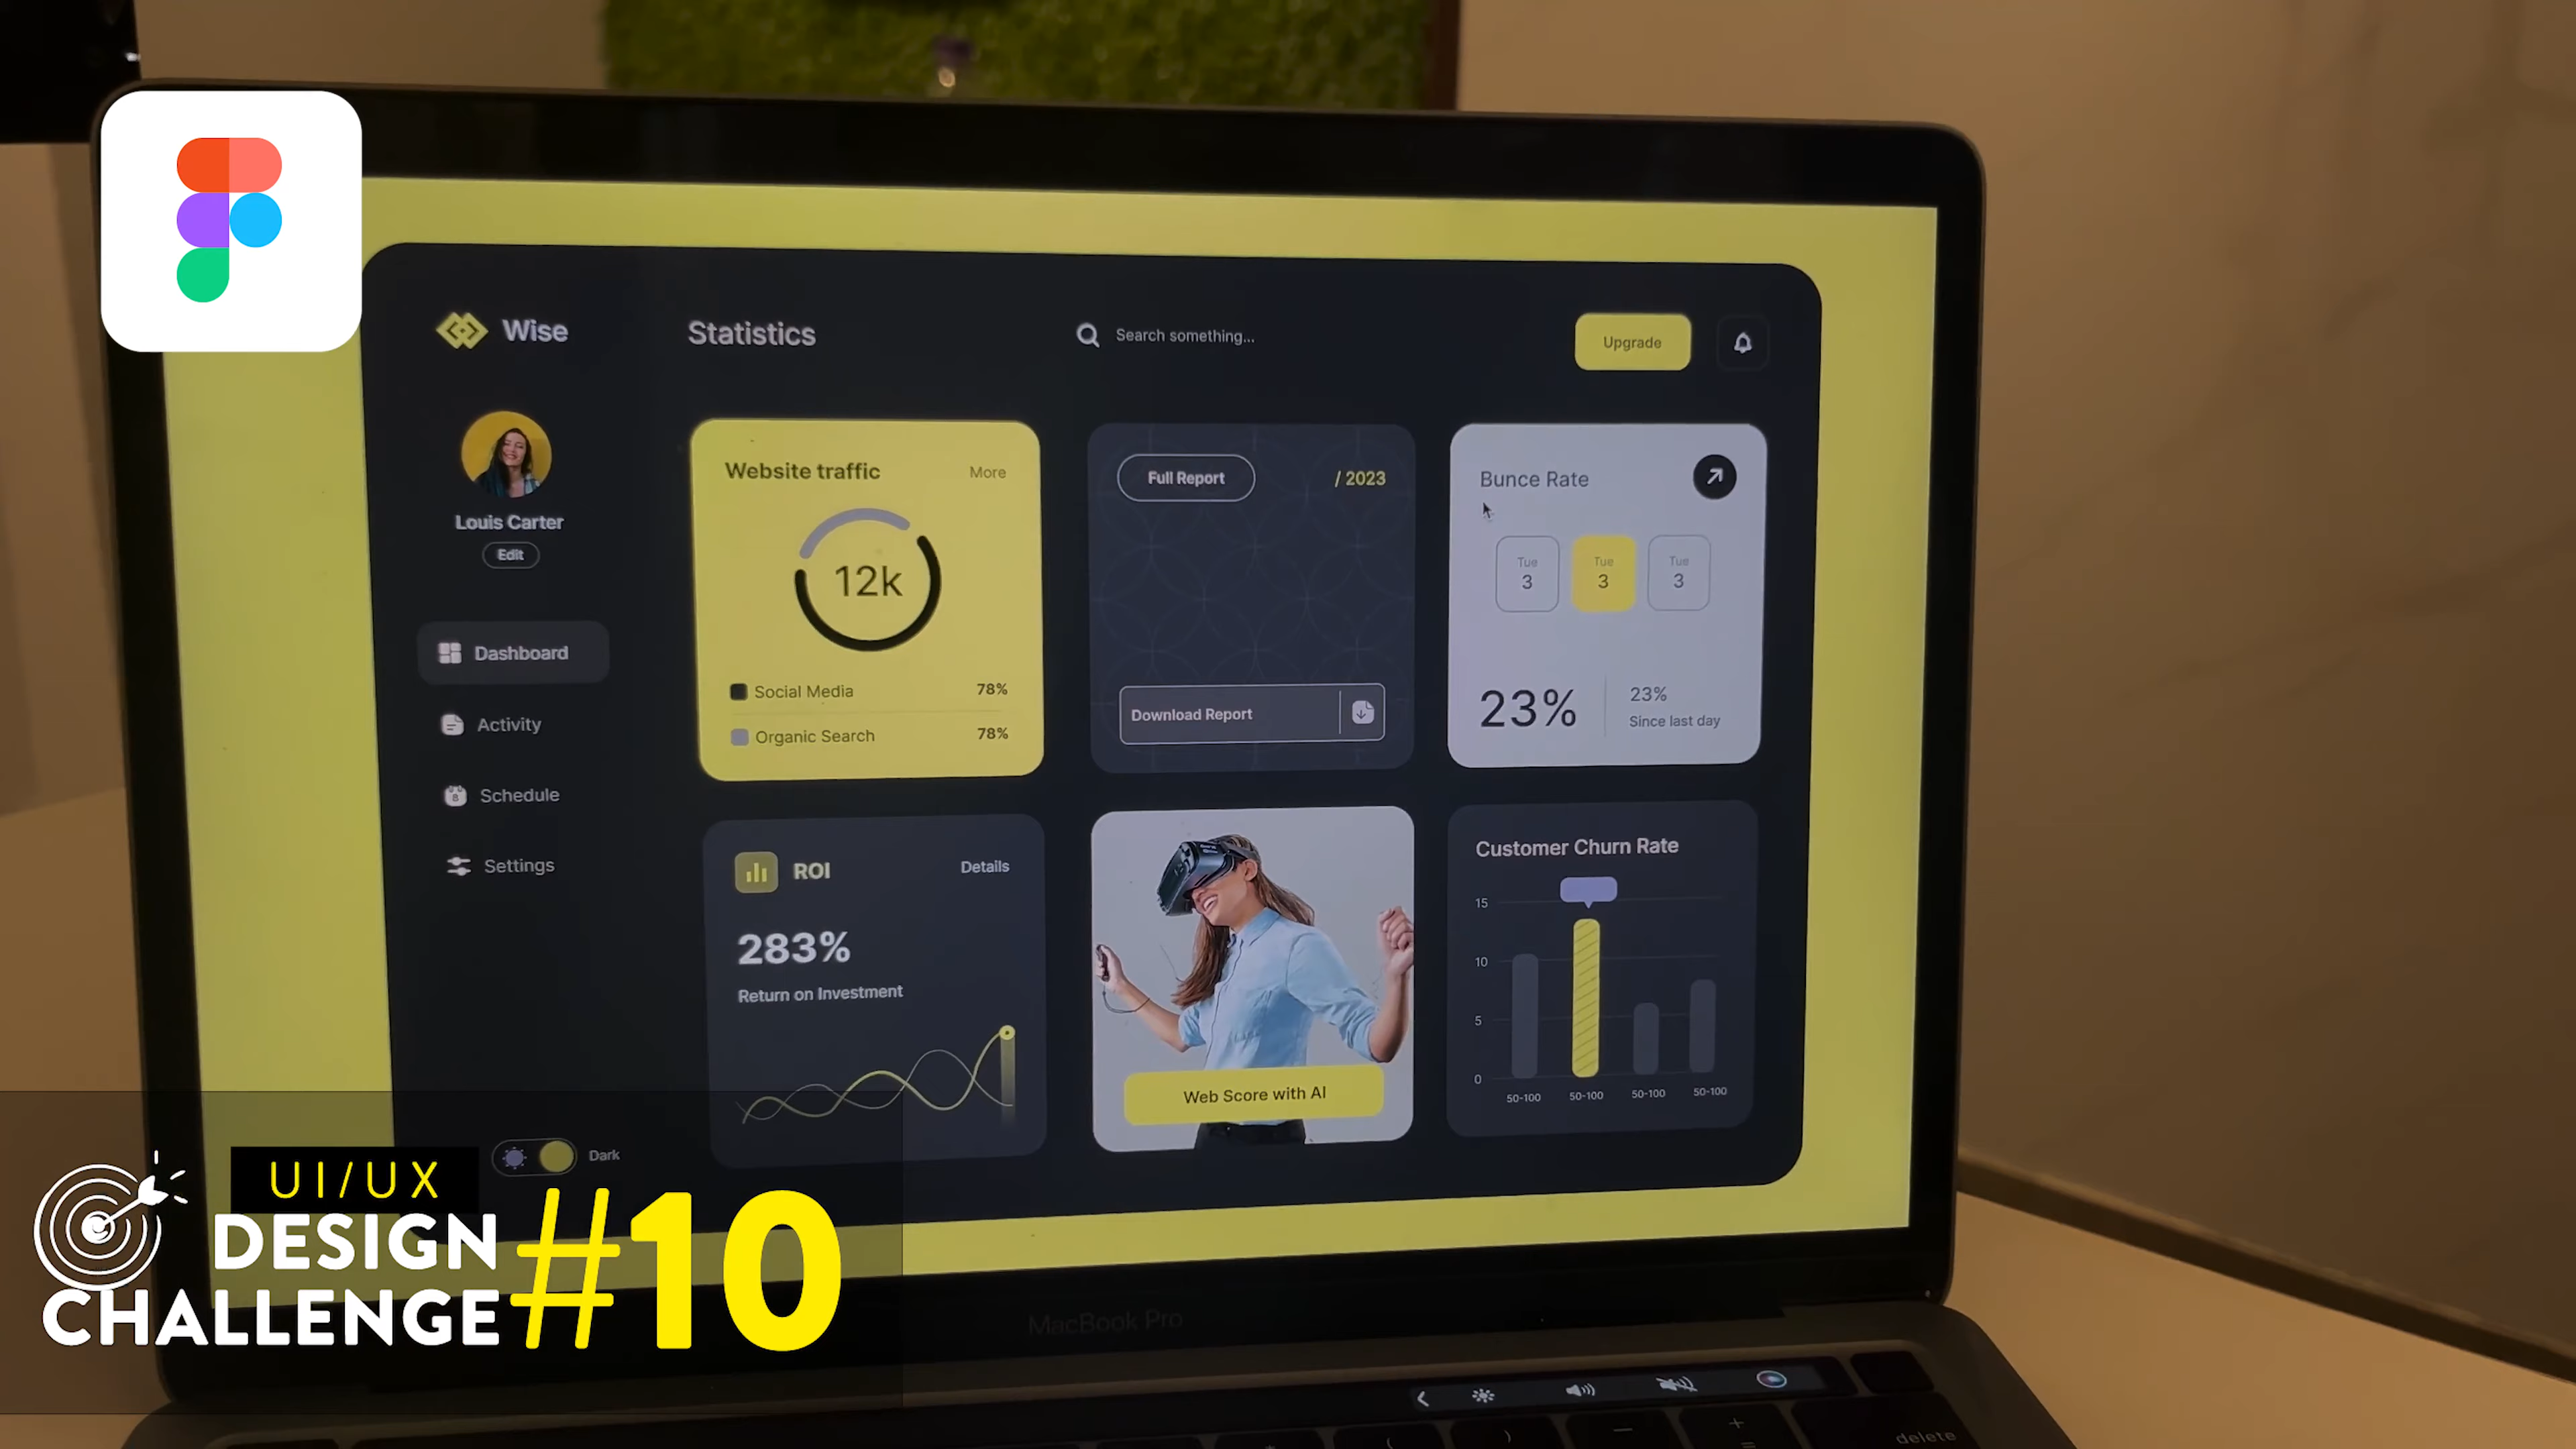 Wise
Statistics
Search something...
Upgrade
Louis Carter
Edit
Dashboard
Activity
Schedule
Settings
Dark
Website traffic
More
12k
Social Media 78%
Organic Search 78%
Full Report
/ 2023
Download Report
Bunce Rate
Tue Tue Tue
3 3 3
23%
23%
Since last day
ROI
Details
283%
Return on Investment
Web Score with AI
Customer Churn Rate
15
10
5
0
50-100 50-100 50-100 50-100
UI/UX
DESIGN
CHALLENGE
#10
MacBook Pro
delete